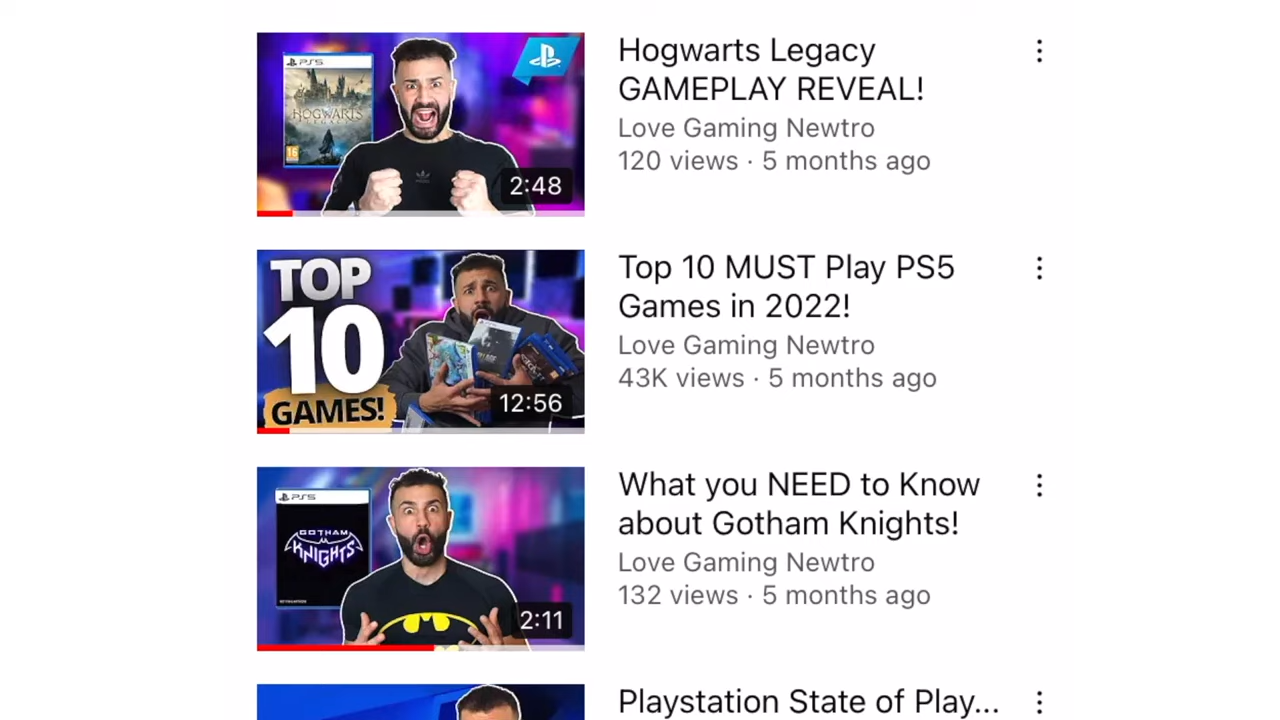 PS5
HOGWARTS
LEGACY
16
2:48
Hogwarts Legacy
GAMEPLAY REVEAL!
Love Gaming Newtro
120 views · 5 months ago
TOP
10
GAMES!
12:56
Top 10 MUST Play PS5
Games in 2022!
Love Gaming Newtro
43K views · 5 months ago
PS5
GOTHAM
KNIGHTS
2:11
What you NEED to Know
about Gotham Knights!
Love Gaming Newtro
132 views · 5 months ago
Playstation State of Play...